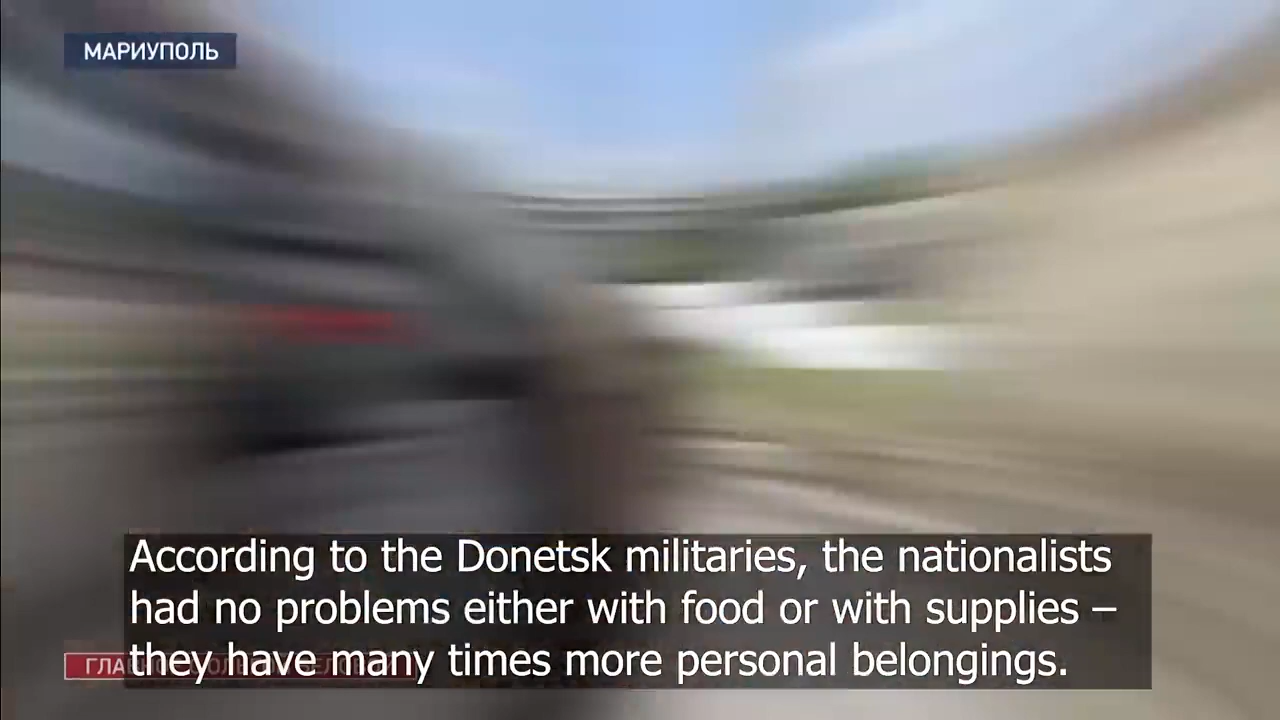 МАРИУПОЛЬ
According to the Donetsk militaries, the nationalists
had no problems either with food or with supplies –
they have many times more personal belongings.